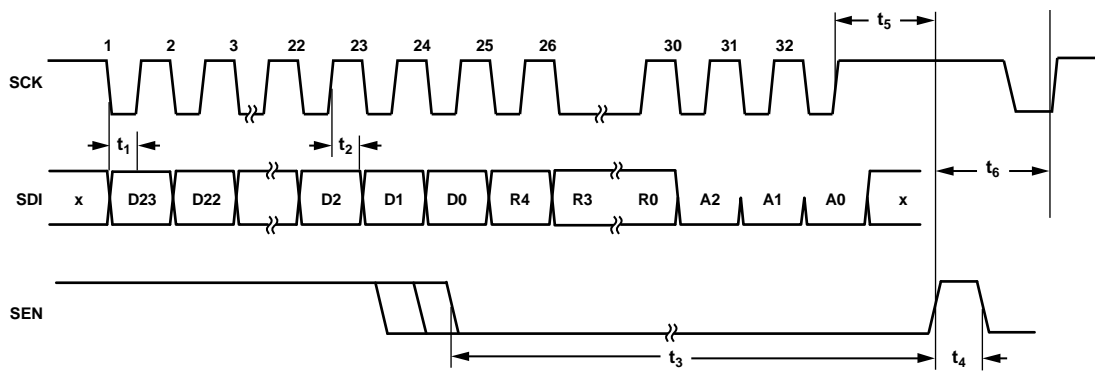 t5
1 2 3 22 23 24 25 26 30 31 32
SCK
t1 t2
t6
SDI x D23 D22 D2 D1 D0 R4 R3 R0 A2 A1 A0 x
SEN
t3 t4